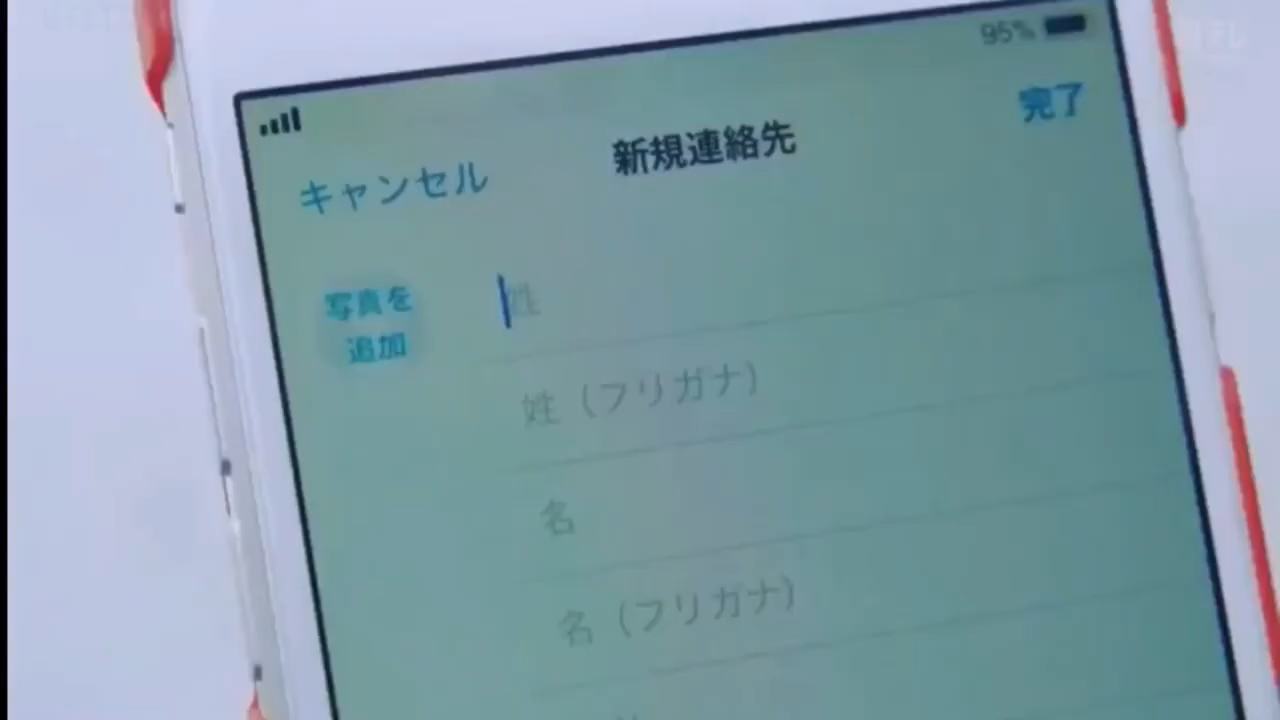 95%
キャンセル 新規連絡先 完了
写真を
追加
姓
姓（フリガナ）
名
名（フリガナ）